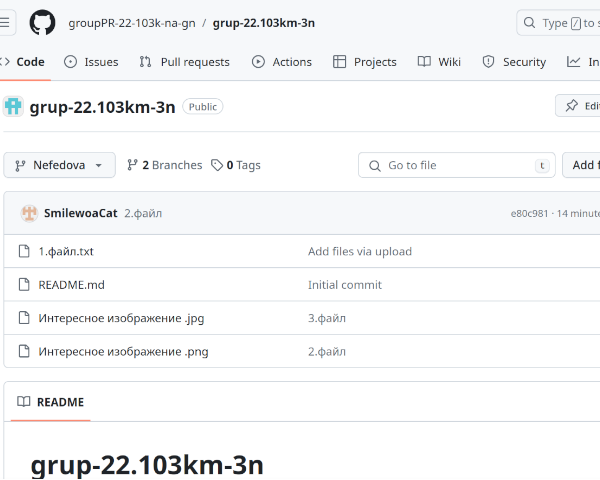 groupPR-22-103k-na-gn / grup-22.103km-3n Type / to s
Code Issues Pull requests Actions Projects Wiki Security In
grup-22.103km-3n Public Edi
Nefedova 2 Branches 0 Tags Go to file t Add f
SmilewoaCat 2.файл e80c981 · 14 minute
1.файл.txt Add files via upload
README.md Initial commit
Интересное изображение .jpg 3.файл
Интересное изображение .png 2.файл
README
grup-22.103km-3n